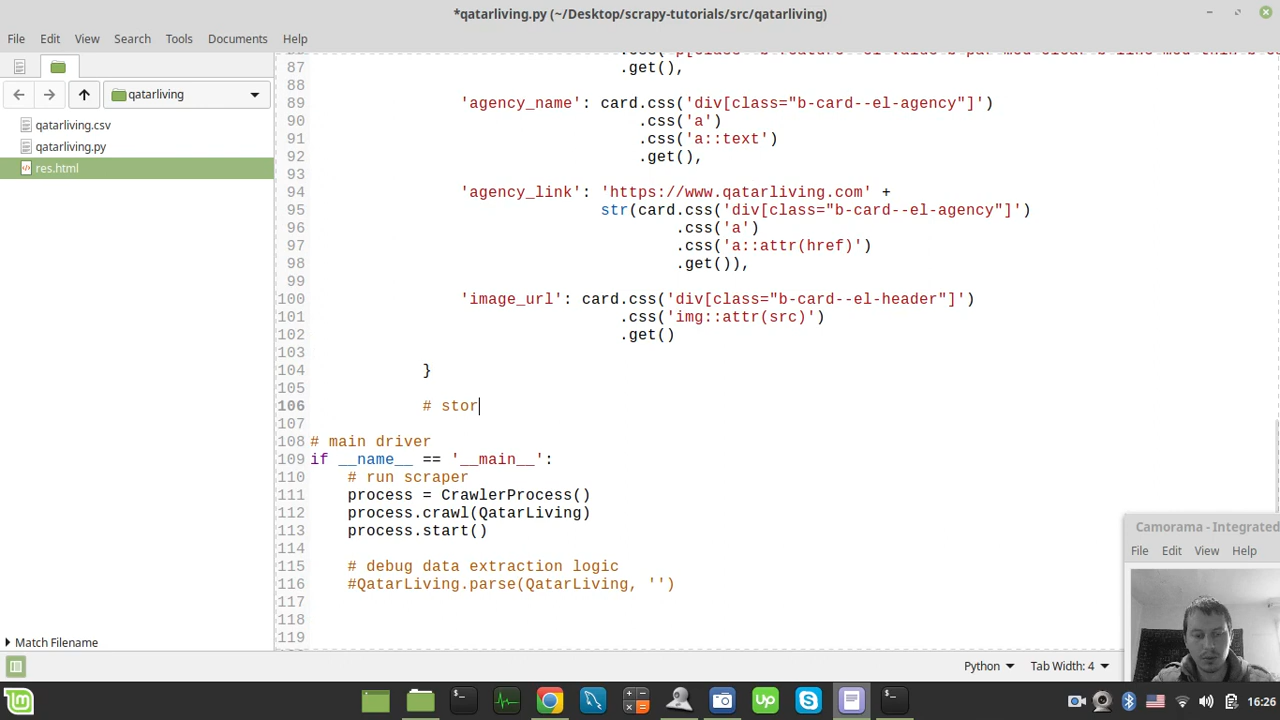 *qatarliving.py (~/Desktop/scrapy-tutorials/src/qatarliving)
File Edit View Search Tools Documents Help
qatarliving
qatarliving.csv
qatarliving.py
res.html
Match Filename
87 .get(),
88
89 'agency_name': card.css('div[class="b-card--el-agency"]')
90 .css('a')
91 .css('a::text')
92 .get(),
93
94 'agency_link': 'https://www.qatarliving.com' +
95 str(card.css('div[class="b-card--el-agency"]')
96 .css('a')
97 .css('a::attr(href)')
98 .get()),
99
100 'image_url': card.css('div[class="b-card--el-header"]')
101 .css('img::attr(src)')
102 .get()
103
104 }
105
106 # stor
107
108 # main driver
109 if __name__ == '__main__':
110 # run scraper
111 process = CrawlerProcess()
112 process.crawl(QatarLiving)
113 process.start()
114
115 # debug data extraction logic
116 #QatarLiving.parse(QatarLiving, '')
117
118
119
Camorama - Integrated
File Edit View Help
Python Tab Width: 4
16:26